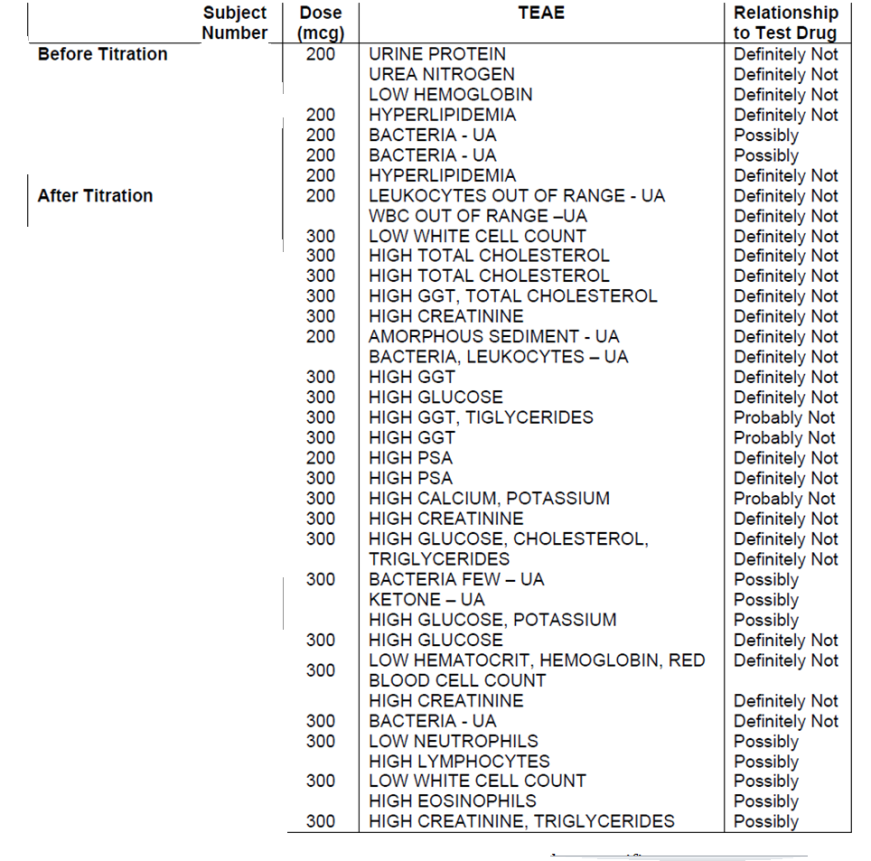 Subject Dose TEAE Relationship
Number (mcg) to Test Drug
Before Titration 200 URINE PROTEIN Definitely Not
UREA NITROGEN Definitely Not
LOW HEMOGLOBIN Definitely Not
200 HYPERLIPIDEMIA Definitely Not
200 BACTERIA - UA Possibly
200 BACTERIA - UA Possibly
200 HYPERLIPIDEMIA Definitely Not
After Titration 200 LEUKOCYTES OUT OF RANGE - UA Definitely Not
WBC OUT OF RANGE –UA Definitely Not
300 LOW WHITE CELL COUNT Definitely Not
300 HIGH TOTAL CHOLESTEROL Definitely Not
300 HIGH TOTAL CHOLESTEROL Definitely Not
300 HIGH GGT, TOTAL CHOLESTEROL Definitely Not
300 HIGH CREATININE Definitely Not
200 AMORPHOUS SEDIMENT - UA Definitely Not
BACTERIA, LEUKOCYTES – UA Definitely Not
300 HIGH GGT Definitely Not
300 HIGH GLUCOSE Definitely Not
300 HIGH GGT, TIGLYCERIDES Probably Not
300 HIGH GGT Probably Not
200 HIGH PSA Definitely Not
300 HIGH PSA Definitely Not
300 HIGH CALCIUM, POTASSIUM Probably Not
300 HIGH CREATININE Definitely Not
300 HIGH GLUCOSE, CHOLESTEROL, Definitely Not
TRIGLYCERIDES Definitely Not
300 BACTERIA FEW – UA Possibly
KETONE – UA Possibly
HIGH GLUCOSE, POTASSIUM Possibly
300 HIGH GLUCOSE Definitely Not
300 LOW HEMATOCRIT, HEMOGLOBIN, RED Definitely Not
BLOOD CELL COUNT
HIGH CREATININE Definitely Not
300 BACTERIA - UA Definitely Not
300 LOW NEUTROPHILS Possibly
HIGH LYMPHOCYTES Possibly
300 LOW WHITE CELL COUNT Possibly
HIGH EOSINOPHILS Possibly
300 HIGH CREATININE, TRIGLYCERIDES Possibly